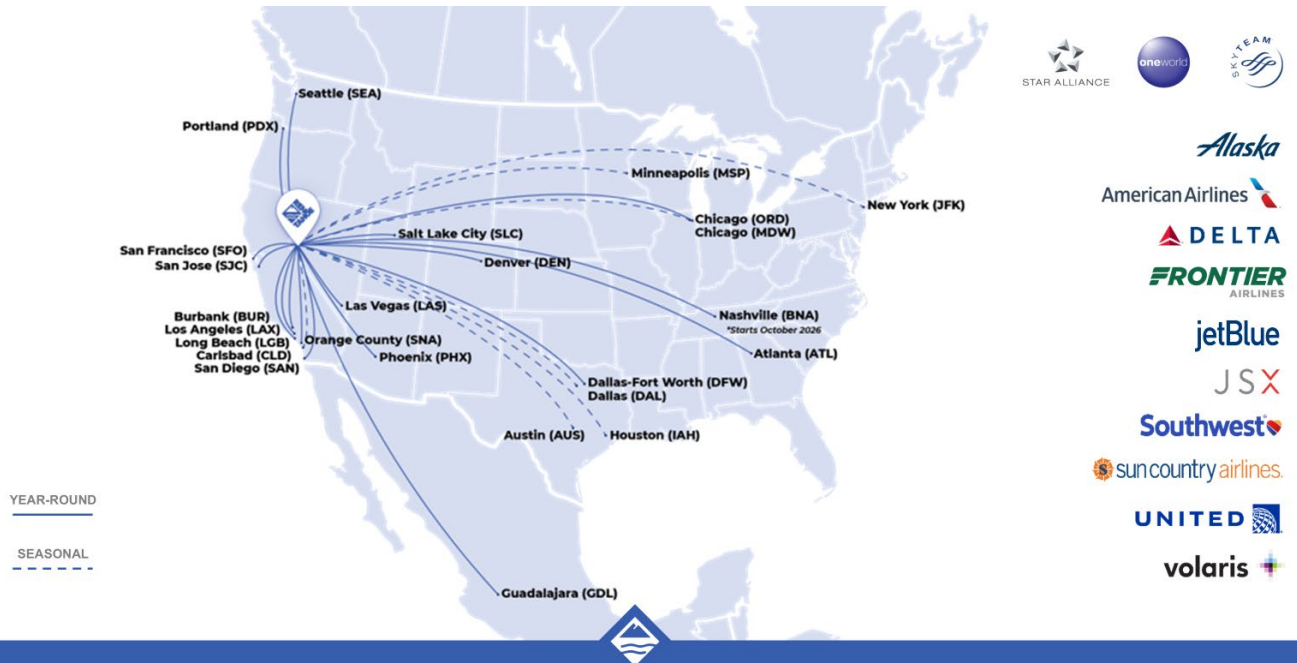 STAR ALLIANCE
oneworld
SKYTEAM
Seattle (SEA)
Portland (PDX)
Minneapolis (MSP)
New York (JFK)
Chicago (ORD)
Chicago (MDW)
Salt Lake City (SLC)
San Francisco (SFO)
San Jose (SJC)
Denver (DEN)
Las Vegas (LAS)
Burbank (BUR)
Los Angeles (LAX)
Long Beach (LGB)
Carlsbad (CLD)
San Diego (SAN)
Orange County (SNA)
Phoenix (PHX)
Nashville (BNA)
*Starts October 2026
Atlanta (ATL)
Dallas-Fort Worth (DFW)
Dallas (DAL)
Austin (AUS)
Houston (IAH)
Guadalajara (GDL)
YEAR-ROUND
SEASONAL
Alaska
American Airlines
DELTA
FRONTIER
AIRLINES
jetBlue
JSX
Southwest
sun country airlines.
UNITED
volaris